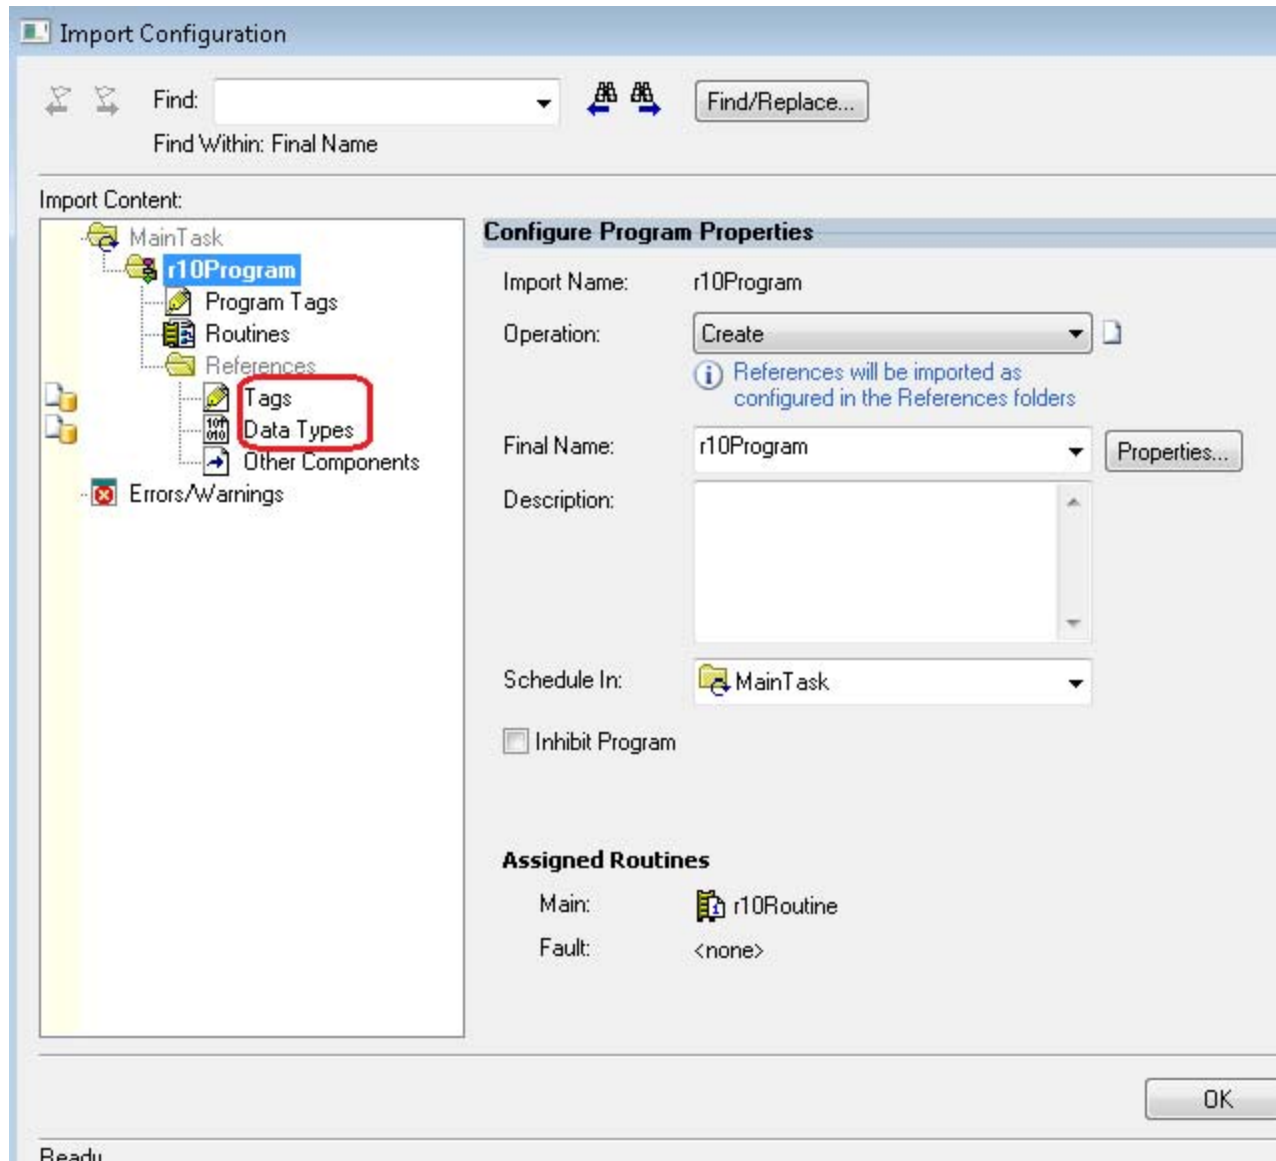 Import Configuration
Find:
Find/Replace...
Find Within: Final Name
Import Content:
MainTask
r10Program
Program Tags
Routines
References
Tags
Data Types
Other Components
Errors/Warnings
Configure Program Properties
Import Name: r10Program
Operation: Create
References will be imported as
configured in the References folders
Final Name: r10Program Properties...
Description:
Schedule In: MainTask
Inhibit Program
Assigned Routines
Main: r10Routine
Fault: <none>
OK
Ready